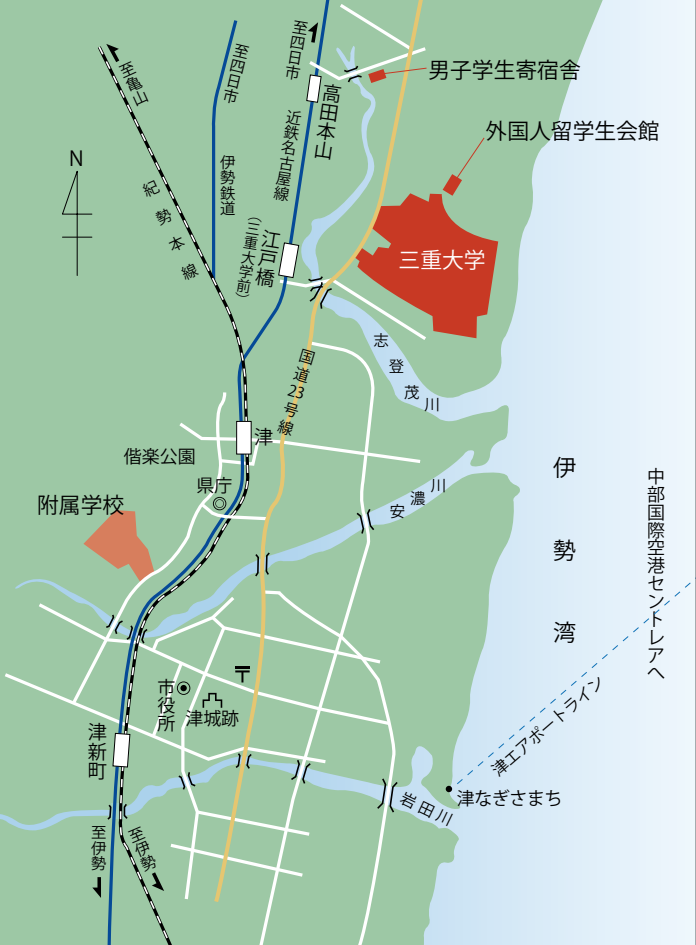 至四日市
至四日市
男子学生寄宿舎
至亀山
高田本山
近鉄名古屋線
外国人留学生会館
N
伊勢鉄道
紀勢本線
江戸橋
(三重大学前)
三重大学
志登茂川
国道23号線
津
偕楽公園
県庁
安濃川
附属学校
伊勢湾
中部国際空港セントレアへ
〒
市役所
津城跡
津新町
津エアポートライン
津なぎさまち
岩田川
至伊勢
至伊勢